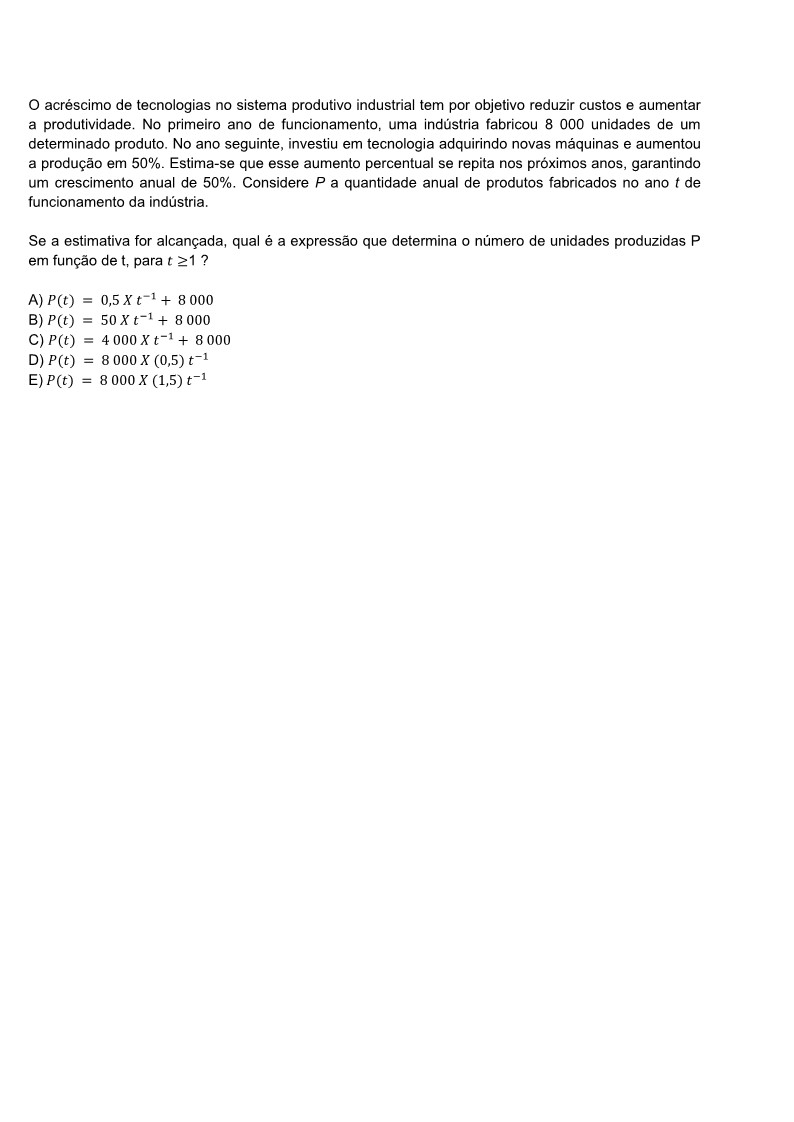 O acréscimo de tecnologias no sistema produtivo industrial tem por objetivo reduzir custos e aumentar
a produtividade. No primeiro ano de funcionamento, uma indústria fabricou 8 000 unidades de um
determinado produto. No ano seguinte, investiu em tecnologia adquirindo novas máquinas e aumentou
a produção em 50%. Estima-se que esse aumento percentual se repita nos próximos anos, garantindo
um crescimento anual de 50%. Considere P a quantidade anual de produtos fabricados no ano t de
funcionamento da indústria.
Se a estimativa for alcançada, qual é a expressão que determina o número de unidades produzidas P
em função de t, para t ≥1 ?
A) P(t) = 0,5 X t⁻¹ + 8 000
B) P(t) = 50 X t⁻¹ + 8 000
C) P(t) = 4 000 X t⁻¹ + 8 000
D) P(t) = 8 000 X (0,5) t⁻¹
E) P(t) = 8 000 X (1,5) t⁻¹